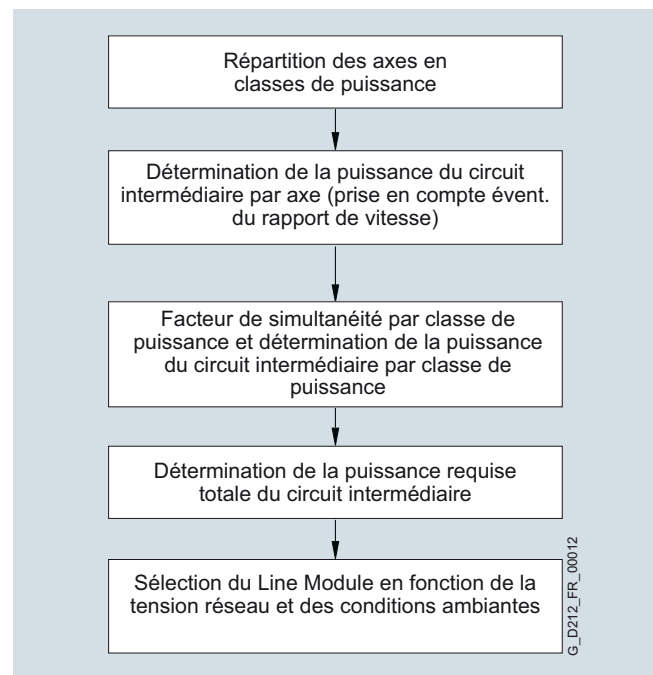 Répartition des axes en
classes de puissance
Détermination de la puissance du circuit
intermédiaire par axe (prise en compte évent.
du rapport de vitesse)
Facteur de simultanéité par classe de
puissance et détermination de la puissance
du circuit intermédiaire par classe de
puissance
Détermination de la puissance requise
totale du circuit intermédiaire
Sélection du Line Module en fonction de la
tension réseau et des conditions ambiantes
G_D212_FR_00012